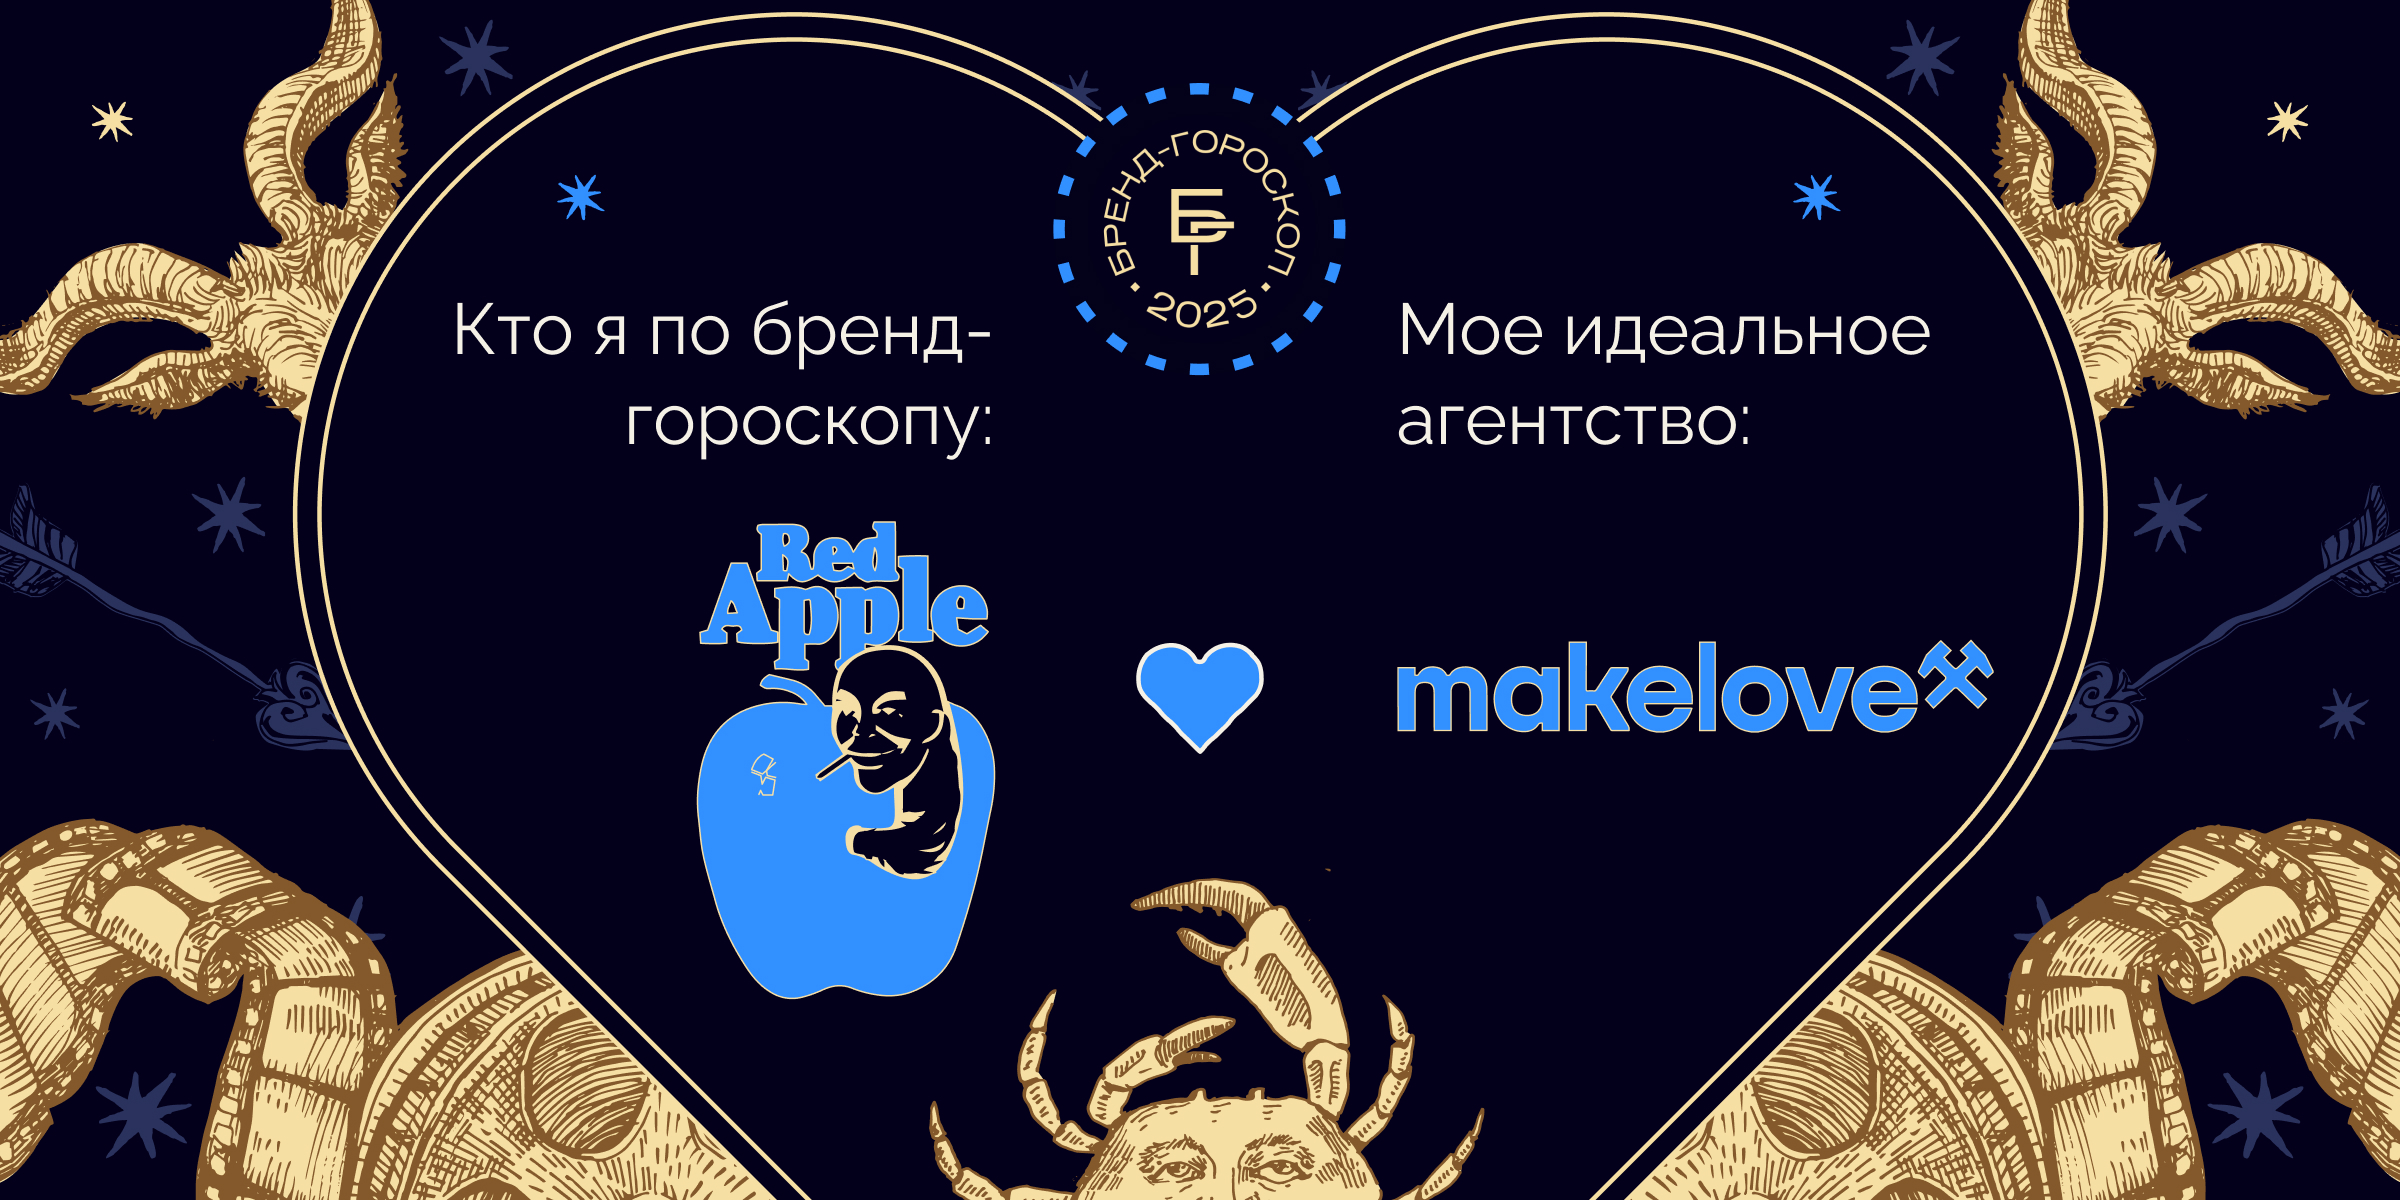 БРЕНД-ГОРОСКОП
БГ
• 2025 •
Кто я по бренд-
гороскопу:
Мое идеальное
агентство:
Red
Apple
makelove